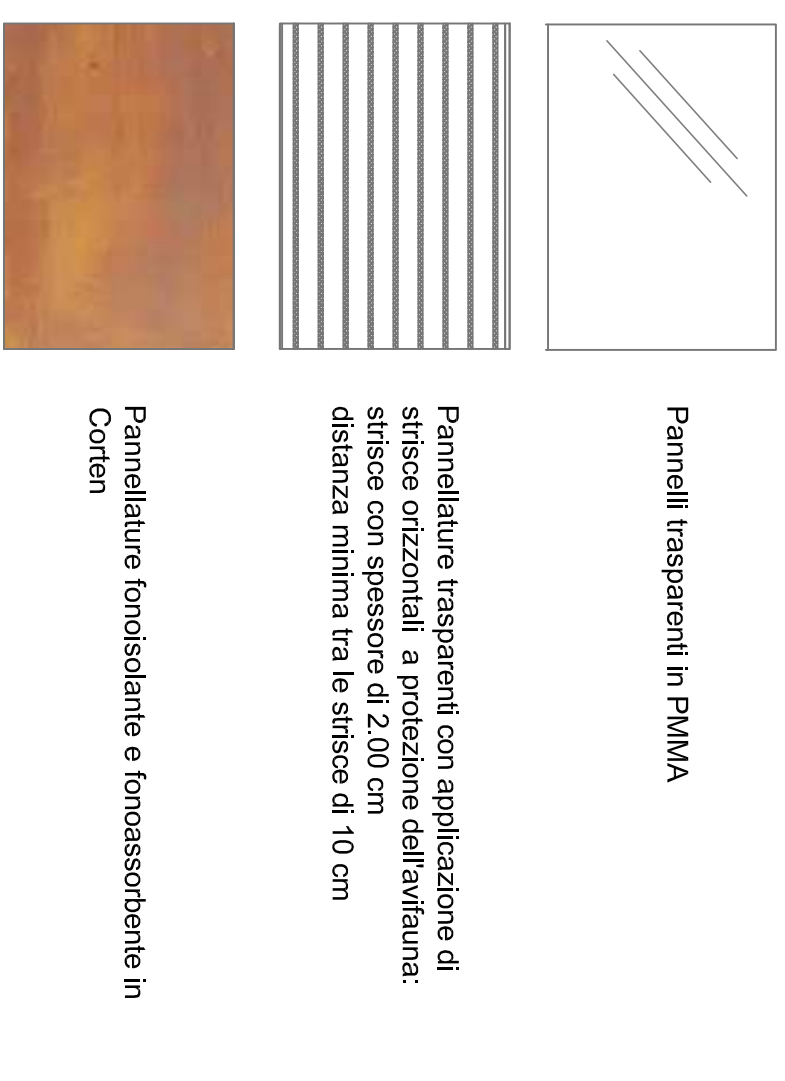 Pannelli trasparenti in PMMA
Pannellature trasparenti con applicazione di
strisce orizzontali a protezione dell'avifauna:
strisce con spessore di 2.00 cm
distanza minima tra le strisce di 10 cm
Pannellature fonoisolante e fonoassorbente in
Corten